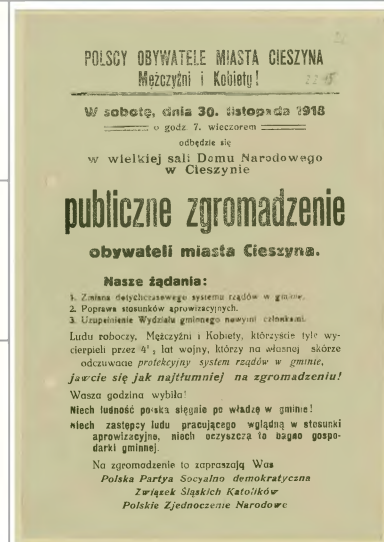 POLSCY OBYWATELE MIASTA CIESZYNA
Mężczyźni i Kobiety!
W sobotę, dnia 30. listopada 1918
o godz 7. wieczorem
odbędzie się
w wielkiej sali Domu Narodowego
w Cieszynie
publiczne zgromadzenie
obywateli miasta Cieszyna.
Nasze żądania:
1. Zmiana dotychczasowego systemu rządów w gminie.
2. Poprawa stosunków aprowizacyjnych.
3. Uzupełnienie Wydziału gminnego nowymi członkami.
Ludu roboczy, Mężczyźni i Kobiety, którzyście tyle wy-
cierpieli przez lat wojny, którzy na własnej skórze
odczuwacie protekcyjny system rządów w gminie,
jawcie się jak najtłumniej na zgromadzeniu!
Wasza godzina wybiła!
Niech ludność polska sięgnie po władzę w gminie!
Niech zastępcy ludu pracującego wglądną w stosunki
aprowizacyjne, niech oczyszczą to bagno gospo-
darki gminnej.
Na zgromadzenie to zapraszają Was
Polska Partya Socyalno demokratyczna
Związek Śląskich Katolików
Polskie Zjednoczenie Narodowe